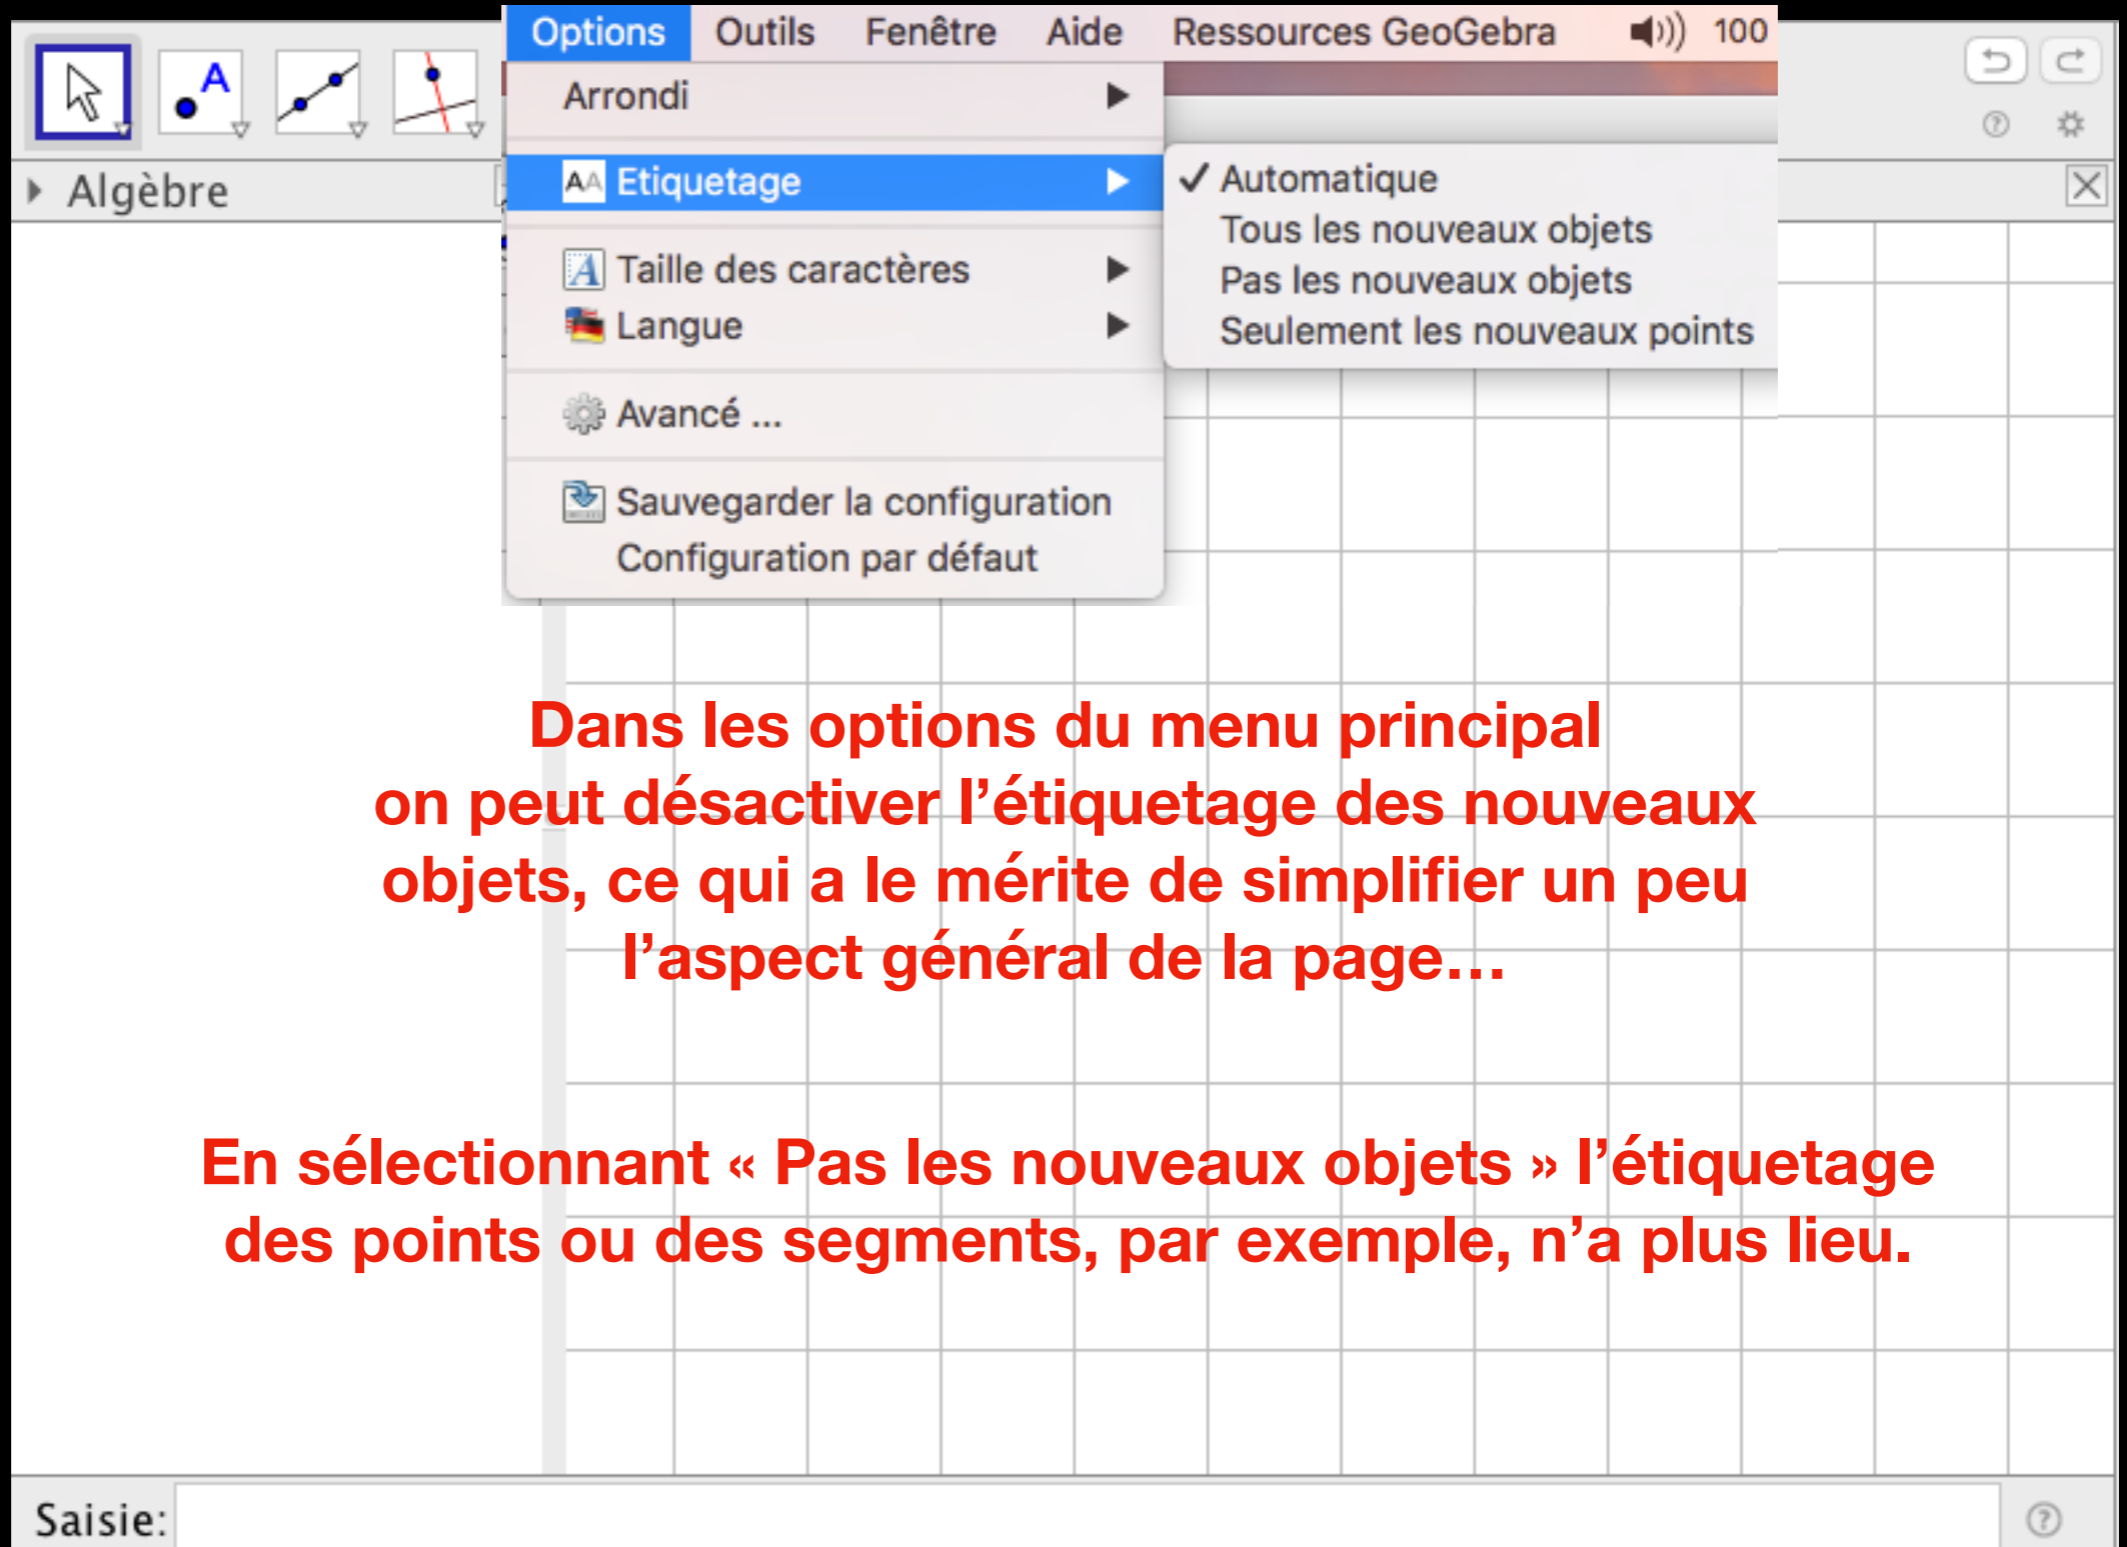 Options Outils Fenêtre Aide Ressources GeoGebra 100
A
Arrondi
Algèbre
AA Etiquetage
✓ Automatique
Tous les nouveaux objets
Pas les nouveaux objets
Seulement les nouveaux points
A Taille des caractères
Langue
Avancé ...
Sauvegarder la configuration
Configuration par défaut
Dans les options du menu principal
on peut désactiver l’étiquetage des nouveaux
objets, ce qui a le mérite de simplifier un peu
l’aspect général de la page…
En sélectionnant « Pas les nouveaux objets » l’étiquetage
des points ou des segments, par exemple, n’a plus lieu.
Saisie: